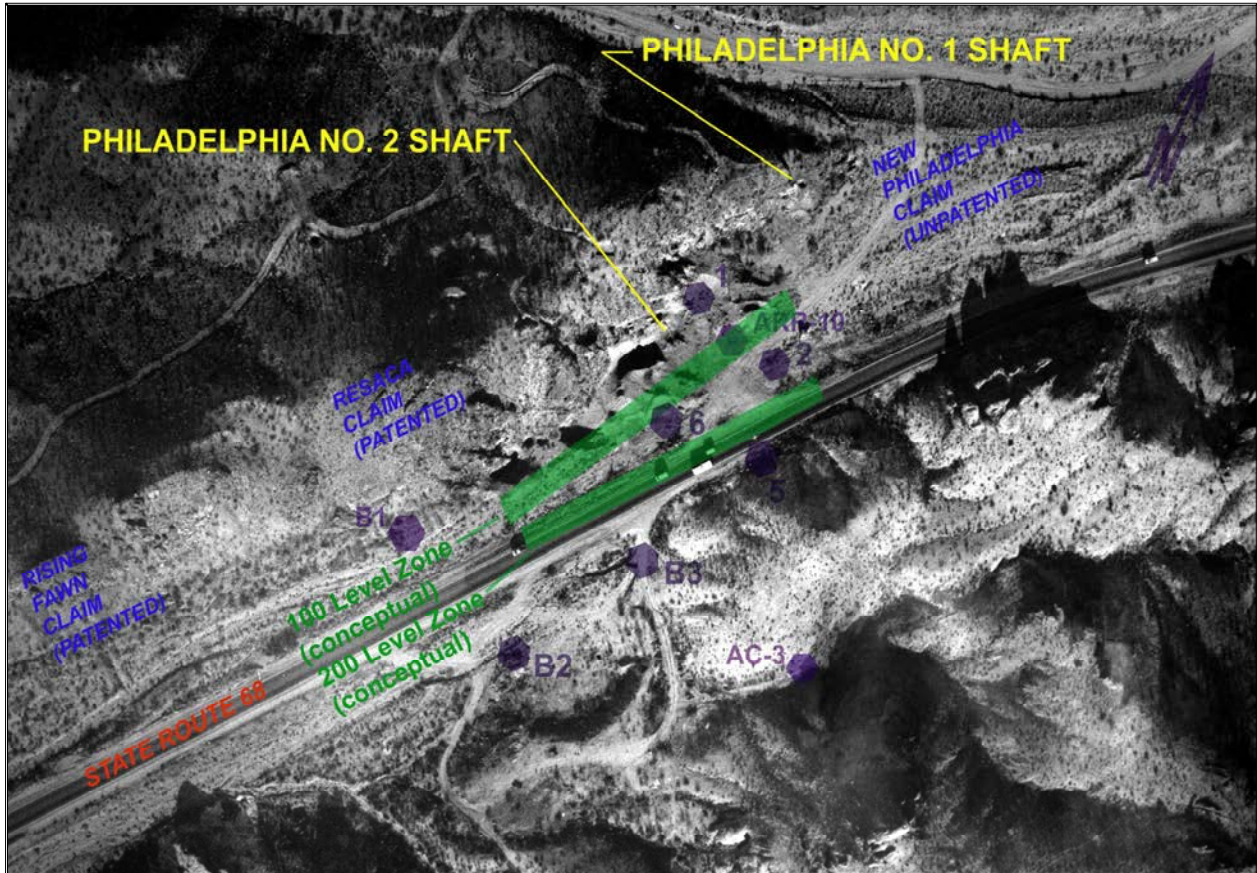 PHILADELPHIA NO. 1 SHAFT
PHILADELPHIA NO. 2 SHAFT
NEW
PHILADELPHIA
CLAIM
(UNPATENTED)
N
1
ARR-10
2
RESACA
CLAIM
(PATENTED)
6
5
B1
RISING
FAWN
CLAIM
(PATENTED)
100 Level Zone
(conceptual)
200 Level Zone
(conceptual)
B3
B2
AC-3
STATE ROUTE 68